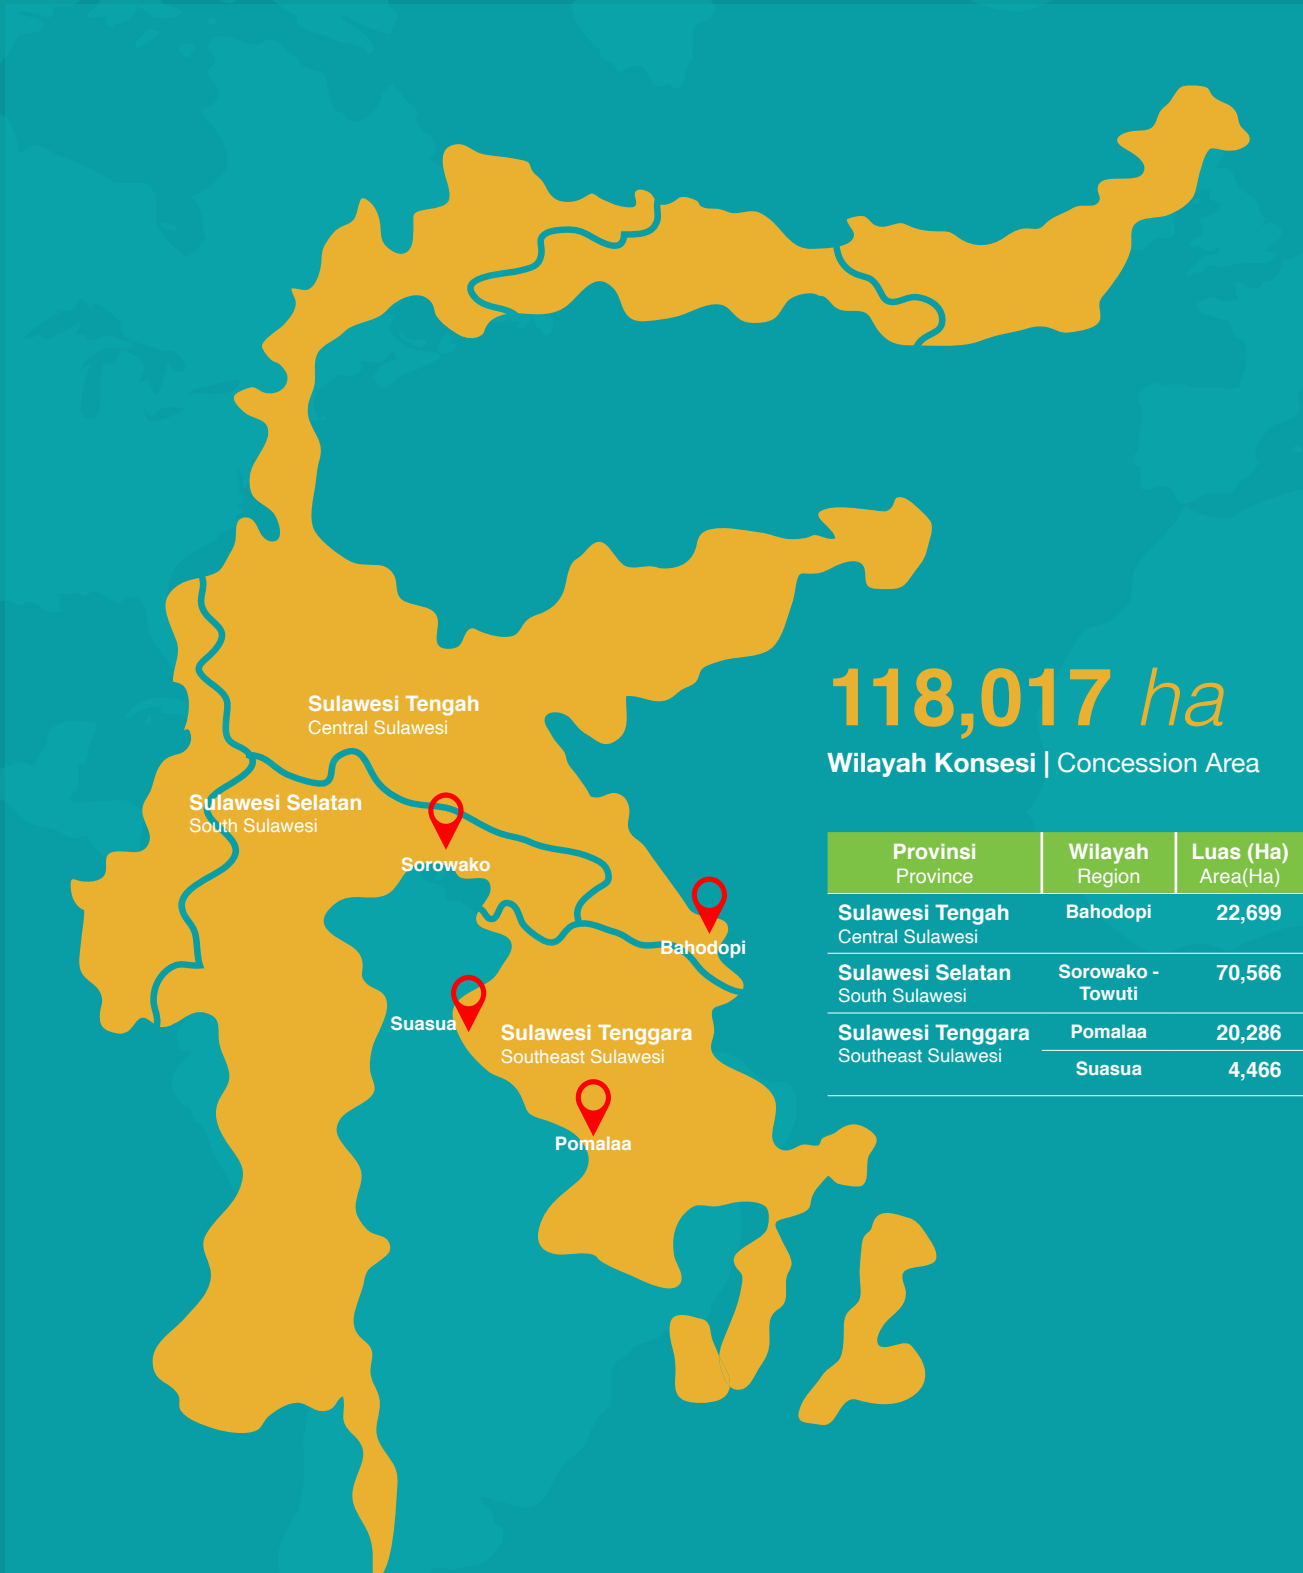 Sulawesi Tengah
Central Sulawesi
Sulawesi Selatan
South Sulawesi
Sorowako
Bahodopi
Suasua
Sulawesi Tenggara
Southeast Sulawesi
Pomalaa
118,017 ha
Wilayah Konsesi | Concession Area
Provinsi Wilayah Luas (Ha)
Province Region Area(Ha)
Sulawesi Tengah Bahodopi 22,699
Central Sulawesi
Sulawesi Selatan Sorowako - 70,566
South Sulawesi Towuti
Sulawesi Tenggara Pomalaa 20,286
Southeast Sulawesi
Suasua 4,466